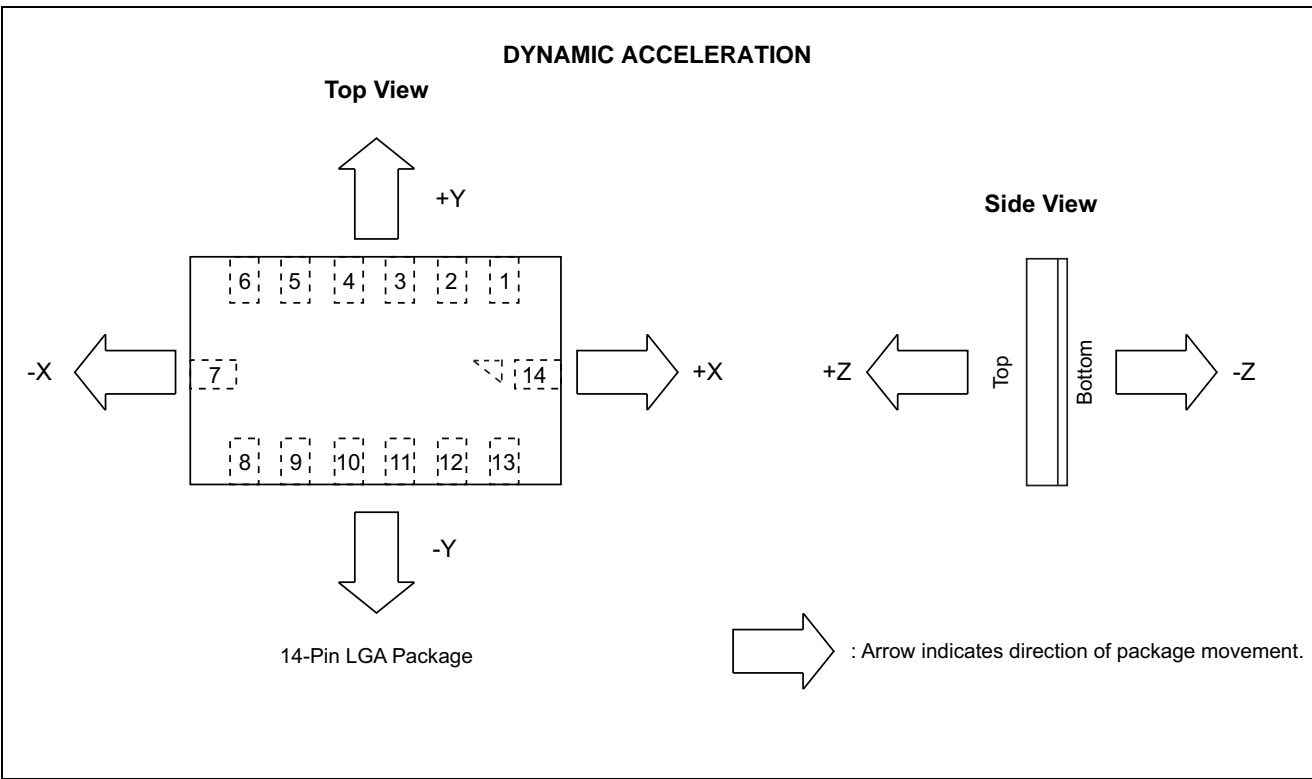 DYNAMIC ACCELERATION
Top View
+Y
Side View
6 5 4 3 2 1
-X
7
14
+X
+Z
Top
Bottom
-Z
8 9 10 11 12 13
-Y
14-Pin LGA Package
: Arrow indicates direction of package movement.